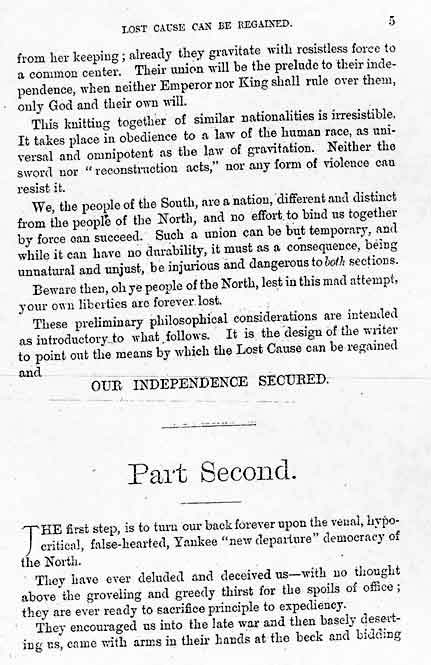 LOST CAUSE CAN BE REGAINED. 5
from her keeping; already they gravitate with resistless force to
a common center. Their union will be the prelude to their inde-
pendence, when neither Emperor nor King shall rule over them,
only God and their own will.
This knitting together of similar nationalities is irresistible.
It takes place in obedience to a law of the human race, as uni-
versal and omnipotent as the law of gravitation. Neither the
sword nor "reconstruction acts," nor any form of violence can
resist it.
We, the people of the South, are a nation, different and distinct
from the people of the North, and no effort to bind us together
by force can succeed. Such a union can be but temporary, and
while it can have no durability, it must as a consequence, being
unnatural and unjust, be injurious and dangerous to both sections.
Beware then, oh ye people of the North, lest in this mad attempt,
your own liberties are forever lost.
These preliminary philosophical considerations are intended
as introductory to what follows. It is the design of the writer
to point out the means by which the Lost Cause can be regained
and
OUR INDEPENDENCE SECURED.
Part Second.
THE first step, is to turn our back forever upon the venal, hypo-
critical, false-hearted, Yankee "new departure" democracy of
the North.
They have ever deluded and deceived us—with no thought
above the groveling and greedy thirst for the spoils of office;
they are ever ready to sacrifice principle to expediency.
They encouraged us into the late war and then basely desert-
ing us, came with arms in their hands at the beck and bidding